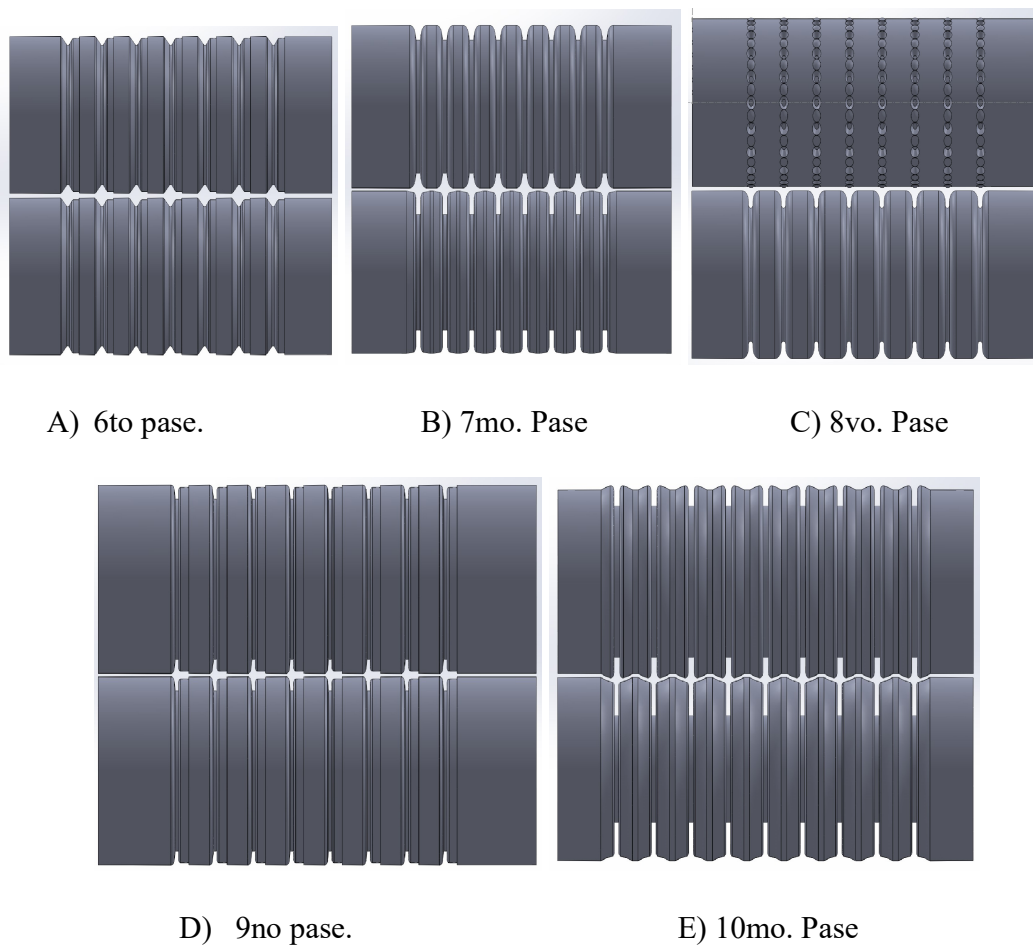 A) 6to pase.
B) 7mo. Pase
C) 8vo. Pase
D) 9no pase.
E) 10mo. Pase